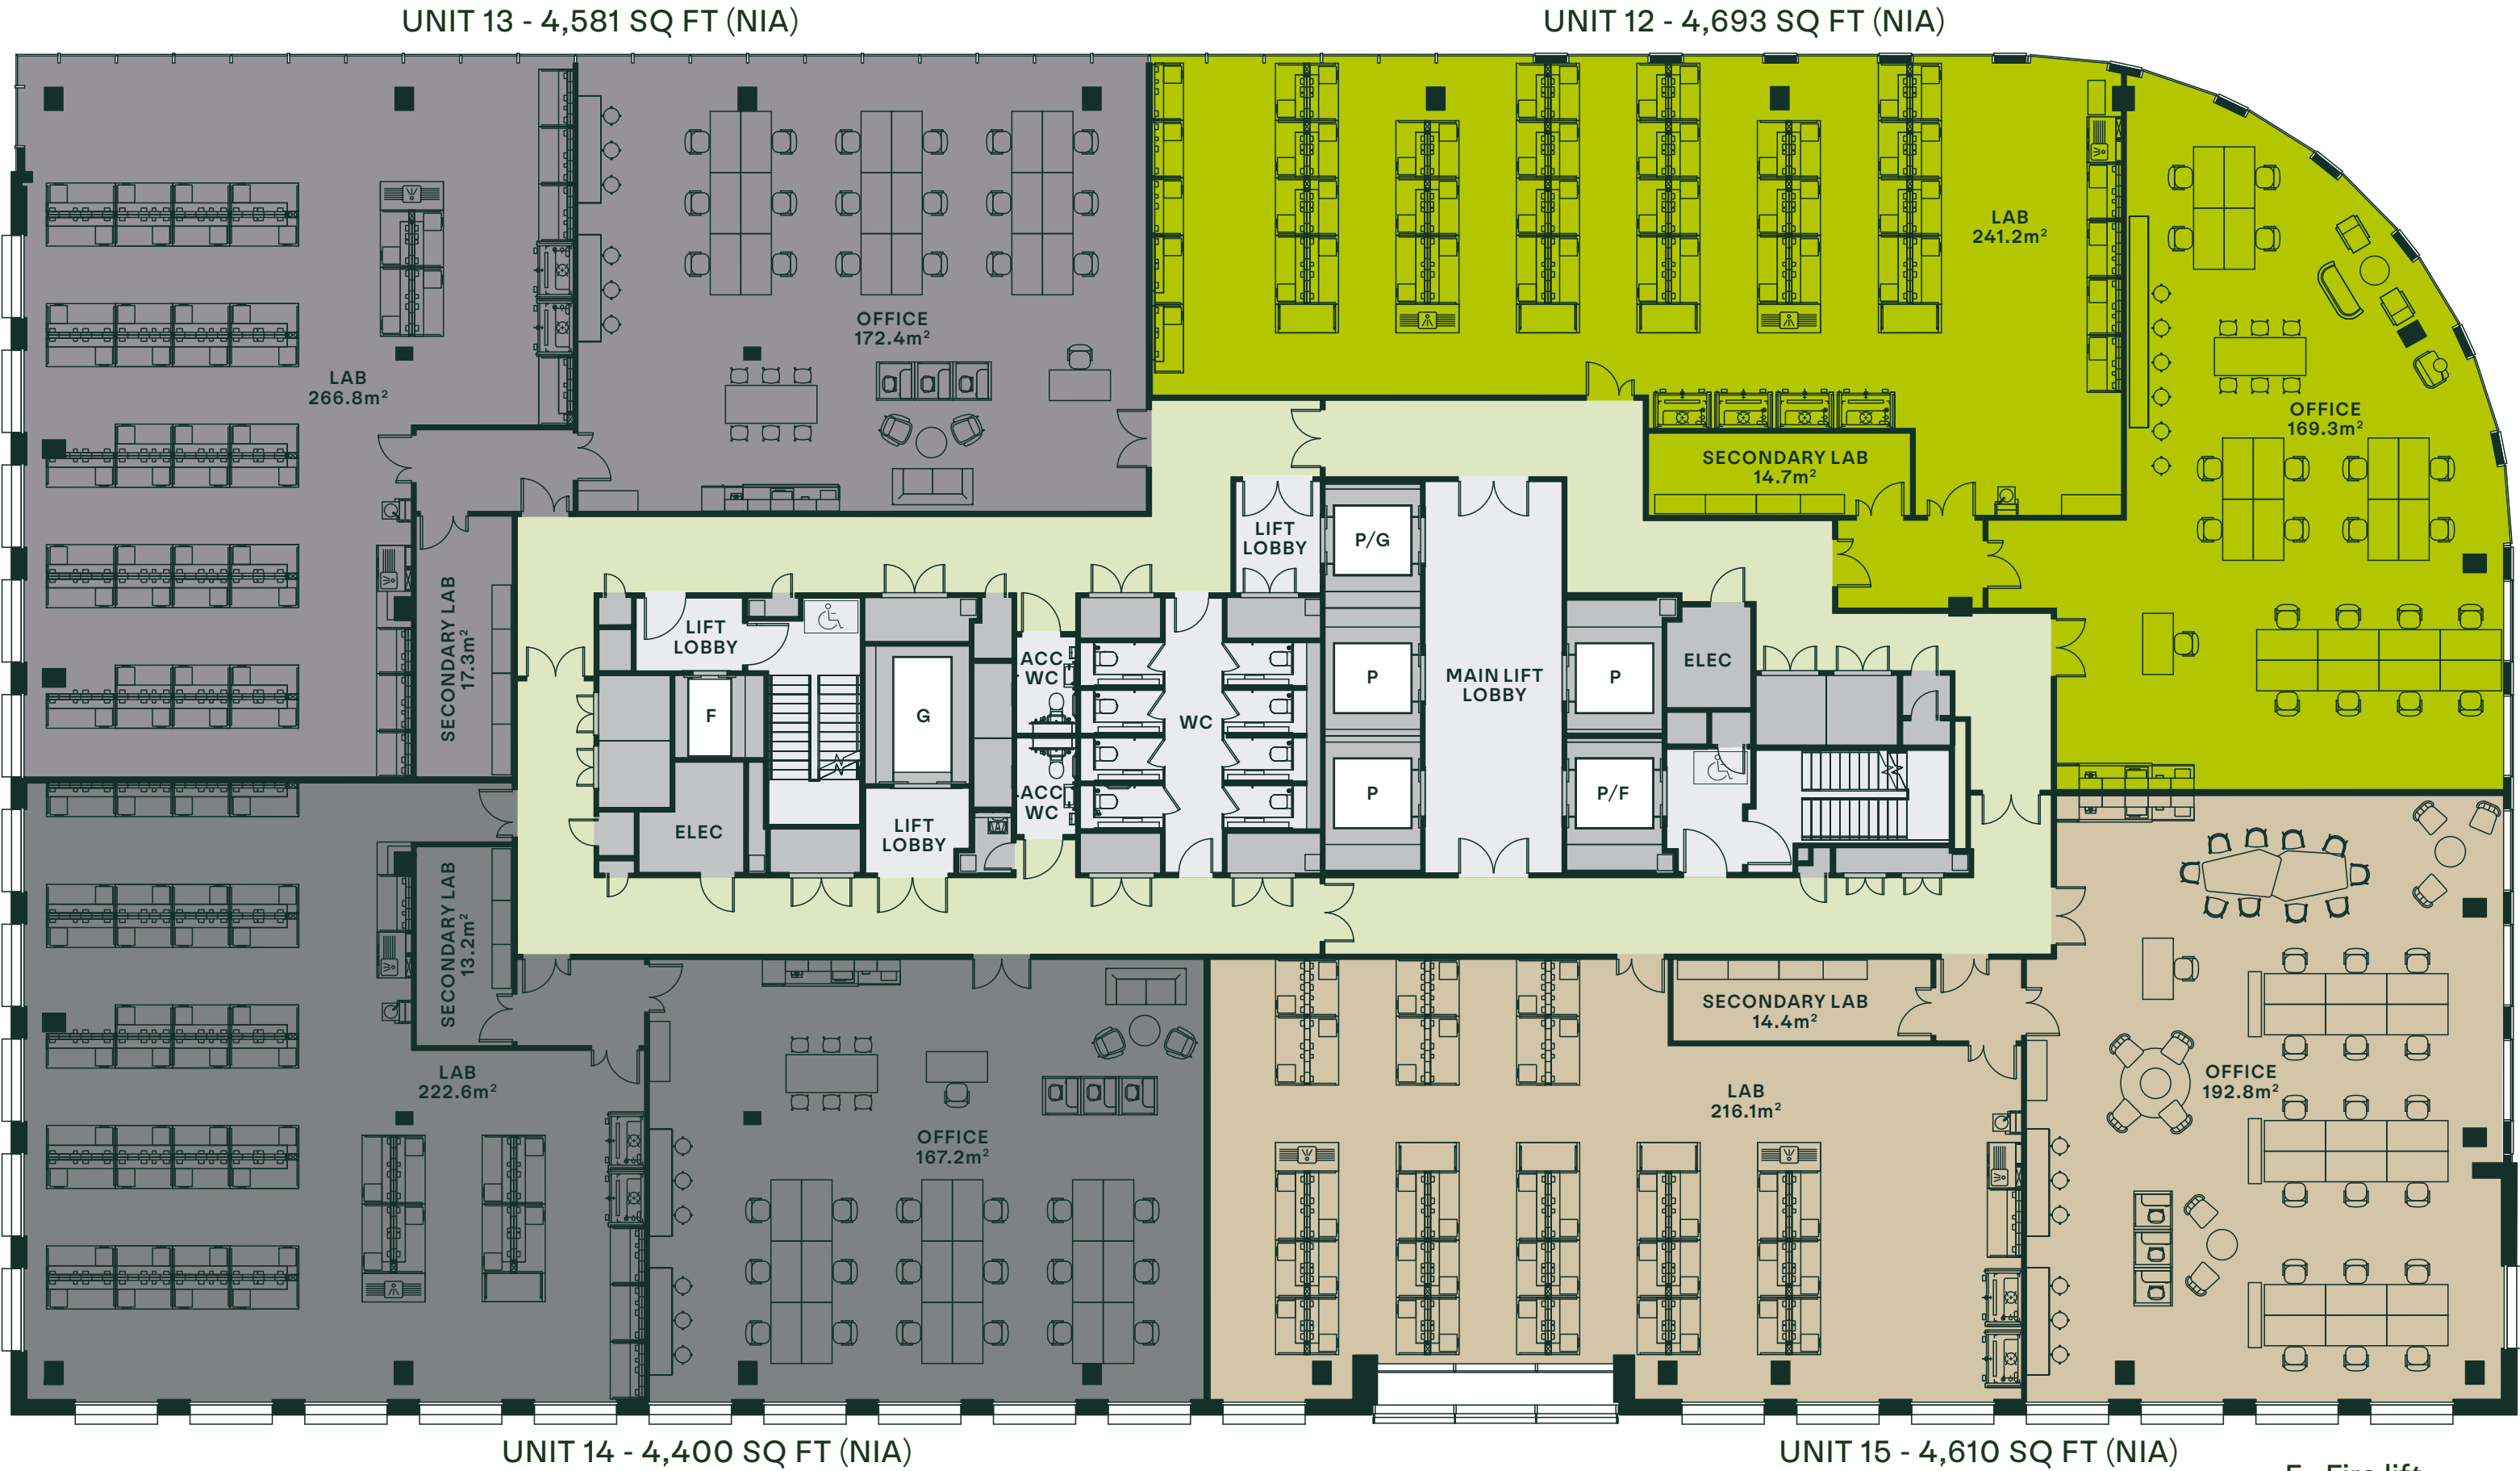 UNIT 13 - 4,581 SQ FT (NIA)
UNIT 12 - 4,693 SQ FT (NIA)
LAB
266.8m²
OFFICE
172.4m²
SECONDARY LAB
17.3m²
LAB
241.2m²
SECONDARY LAB
14.7m²
OFFICE
169.3m²
LIFT
LOBBY
P/G
LIFT
LOBBY
ACC
WC
F
G
WC
P
MAIN LIFT
LOBBY
P
ELEC
ELEC
LIFT
LOBBY
ACC
WC
P
P/F
SECONDARY LAB
13.2m²
LAB
222.6m²
OFFICE
167.2m²
SECONDARY LAB
14.4m²
LAB
216.1m²
OFFICE
192.8m²
UNIT 14 - 4,400 SQ FT (NIA)
UNIT 15 - 4,610 SQ FT (NIA)